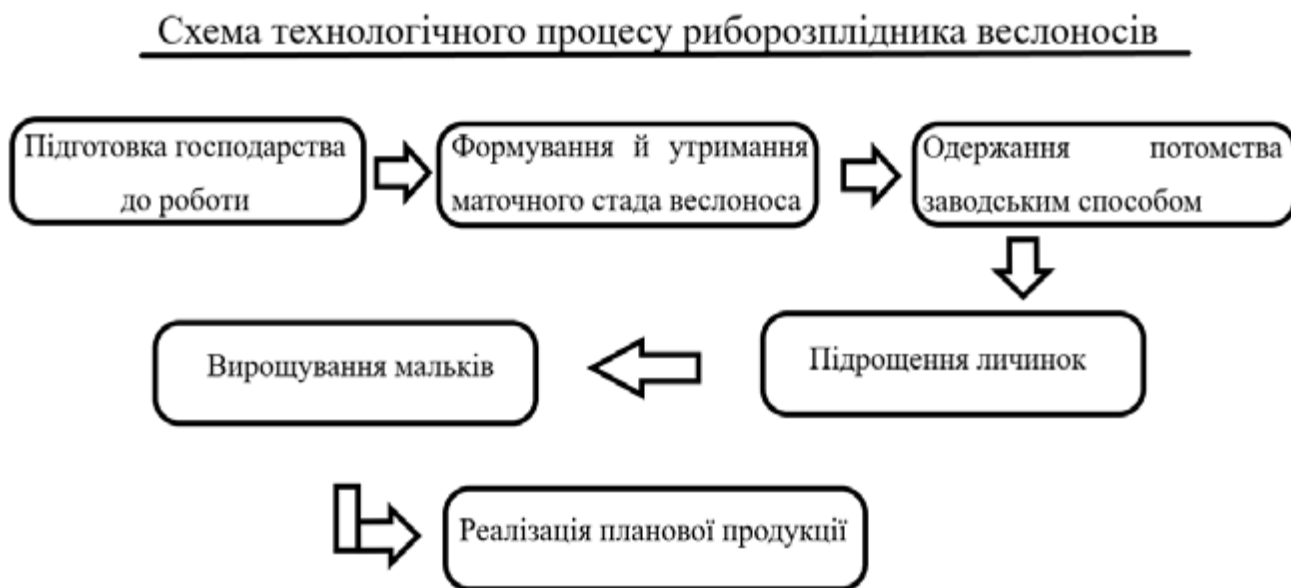 Схема технологічного процесу риборозплідника веслоносів
Підготовка господарства
до роботи
Формування й утримання
маточного стада веслоноса
Одержання потомства
заводським способом
Підрощення личинок
Вирощування мальків
Реалізація планової продукції